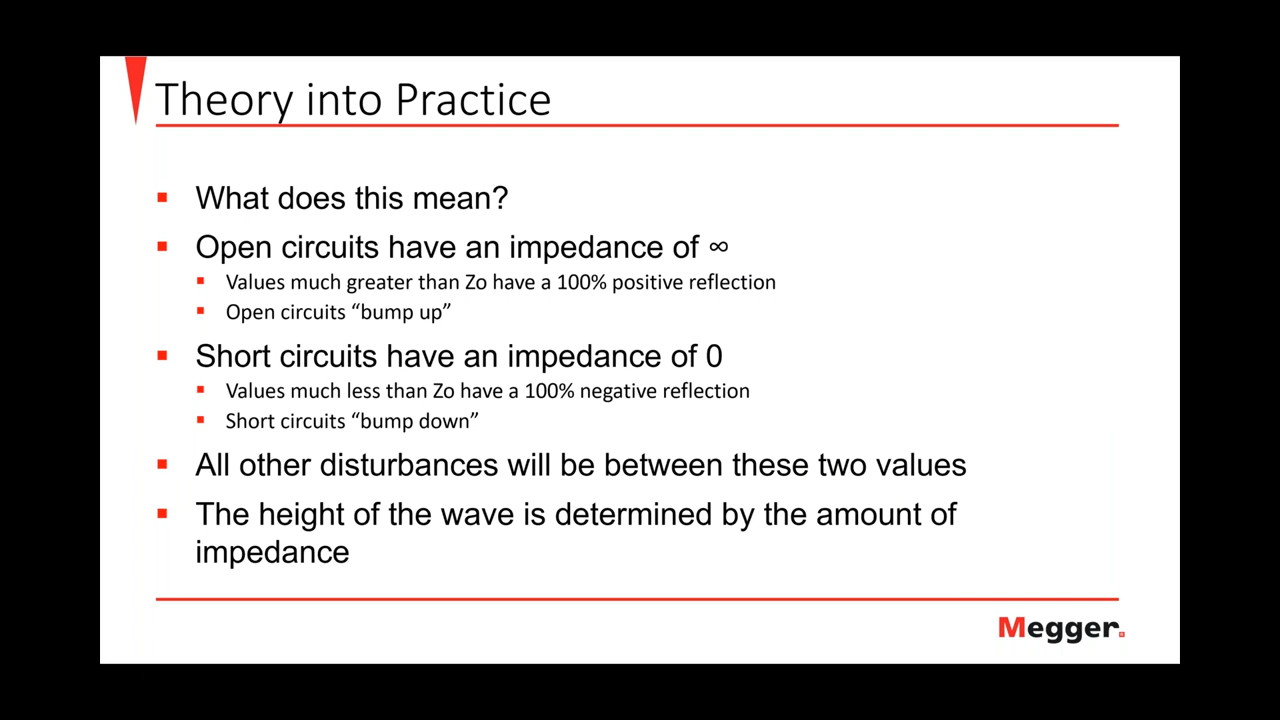 Theory into Practice
What does this mean?
Open circuits have an impedance of ∞
Values much greater than Zo have a 100% positive reflection
Open circuits “bump up”
Short circuits have an impedance of 0
Values much less than Zo have a 100% negative reflection
Short circuits “bump down”
All other disturbances will be between these two values
The height of the wave is determined by the amount of
impedance
Megger.